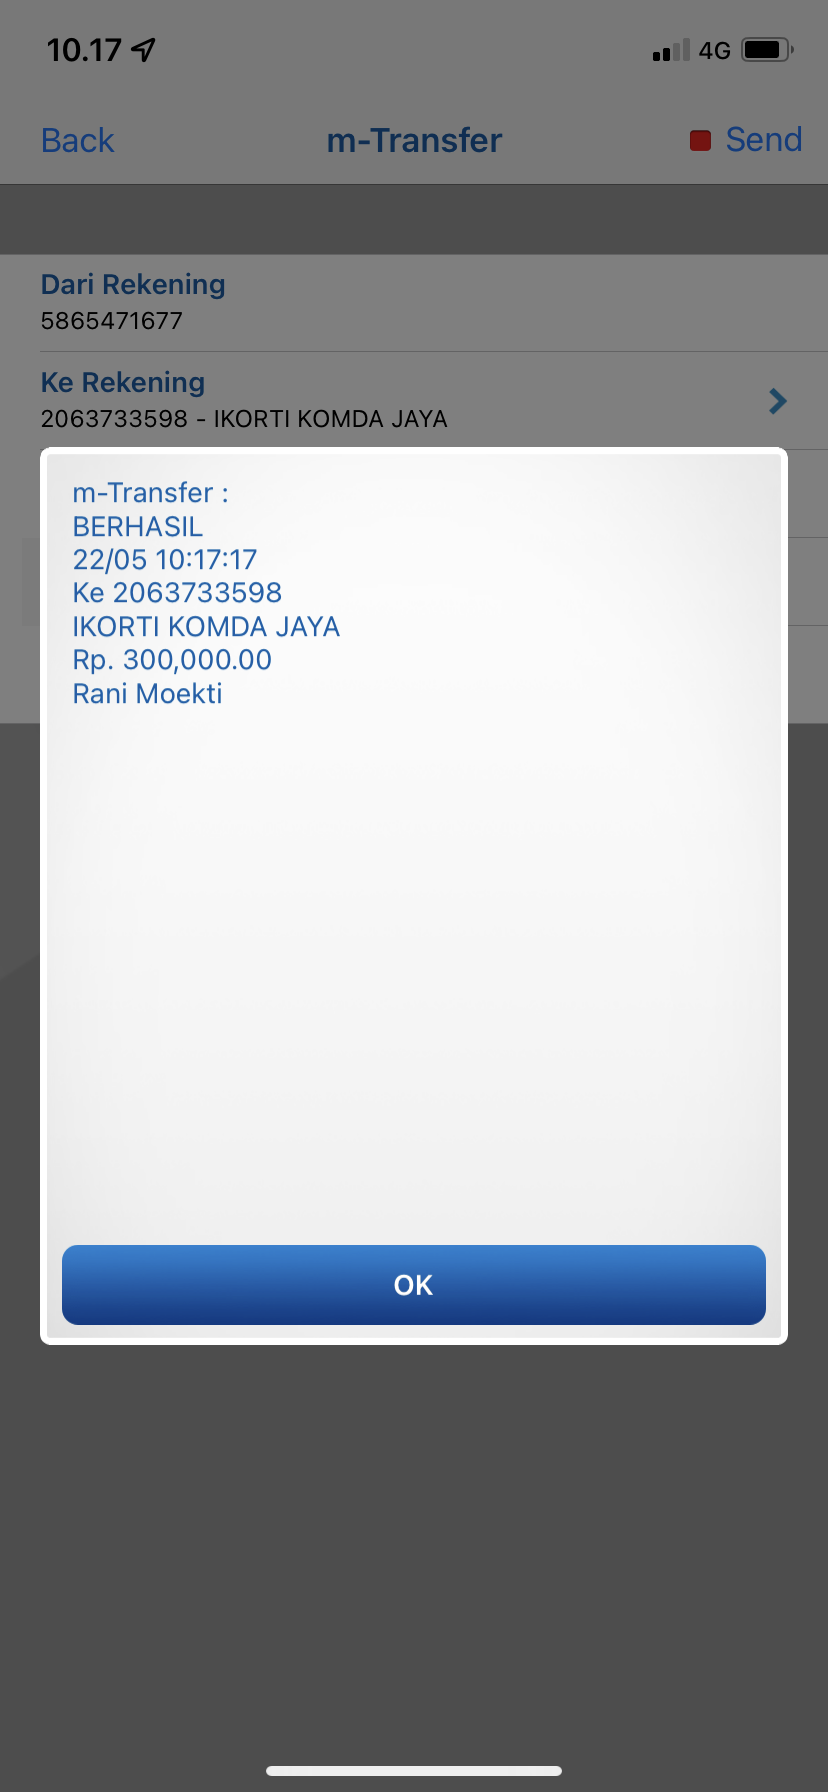 10.17
4G
Back
m-Transfer
Send
Dari Rekening
5865471677
Ke Rekening
2063733598 - IKORTI KOMDA JAYA
m-Transfer :
BERHASIL
22/05 10:17:17
Ke 2063733598
IKORTI KOMDA JAYA
Rp. 300,000.00
Rani Moekti
OK